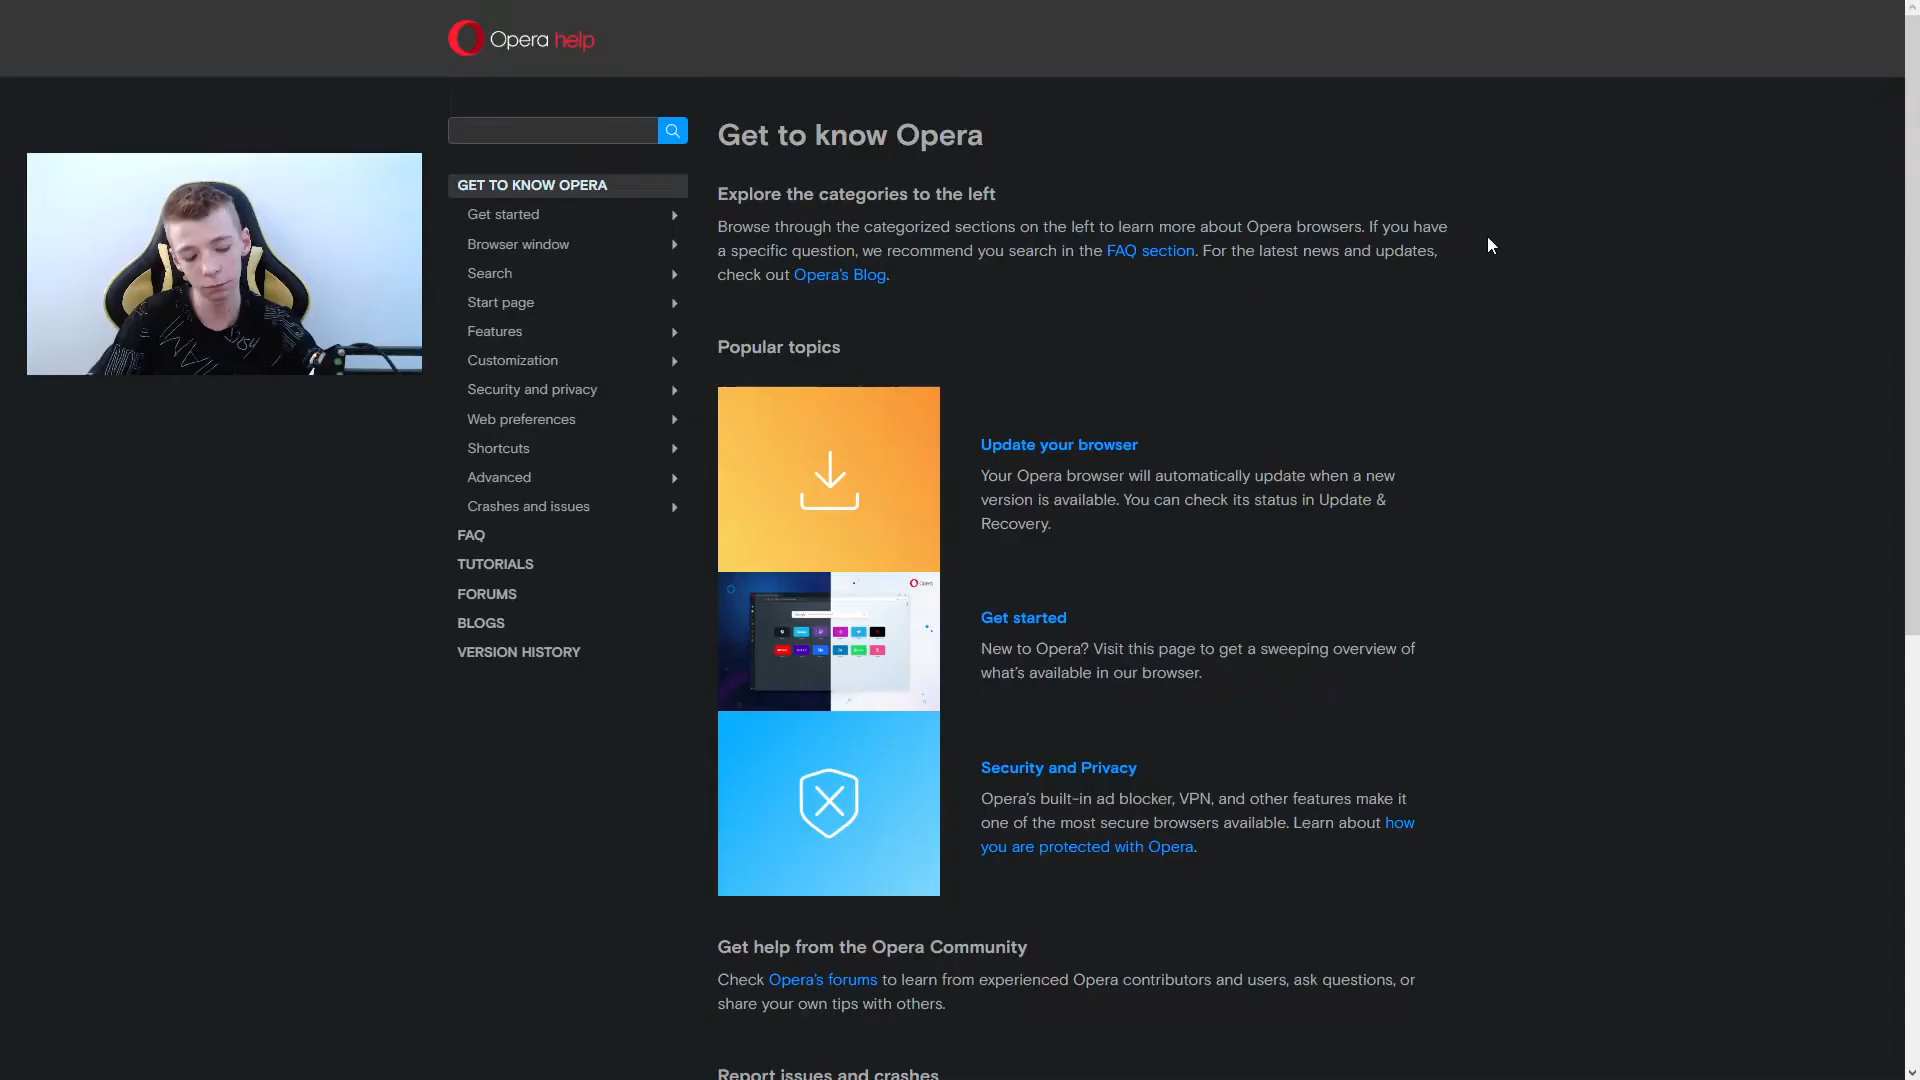 Opera help
Get to know Opera
GET TO KNOW OPERA
Get started
Browser window
Search
Start page
Features
Customization
Security and privacy
Web preferences
Shortcuts
Advanced
Crashes and issues
FAQ
TUTORIALS
FORUMS
BLOGS
VERSION HISTORY
Explore the categories to the left
Browse through the categorized sections on the left to learn more about Opera browsers. If you have
a specific question, we recommend you search in the FAQ section. For the latest news and updates,
check out Opera's Blog.
Popular topics
Update your browser
Your Opera browser will automatically update when a new
version is available. You can check its status in Update &
Recovery.
Opera
Get started
New to Opera? Visit this page to get a sweeping overview of
what's available in our browser.
Security and Privacy
Opera's built-in ad blocker, VPN, and other features make it
one of the most secure browsers available. Learn about how
you are protected with Opera.
Get help from the Opera Community
Check Opera's forums to learn from experienced Opera contributors and users, ask questions, or
share your own tips with others.
Report issues and crashes